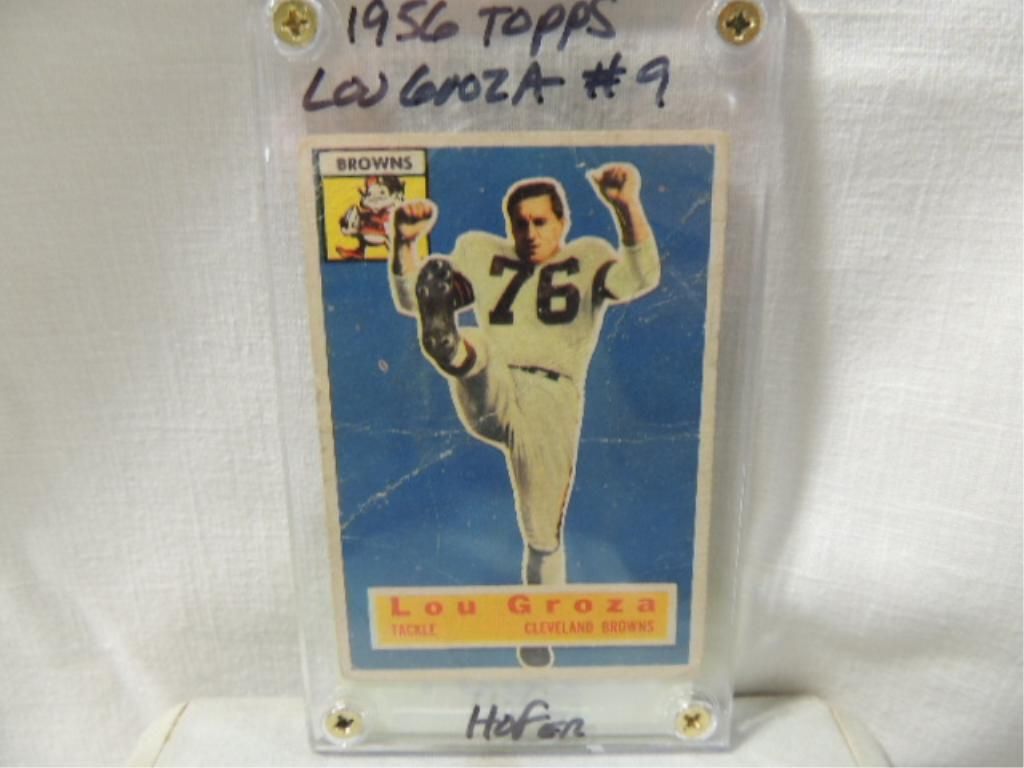 1956 TOPPS
LOU GROZA #9
BROWNS
76
Lou Groza
TACKLE CLEVELAND BROWNS
HOFER